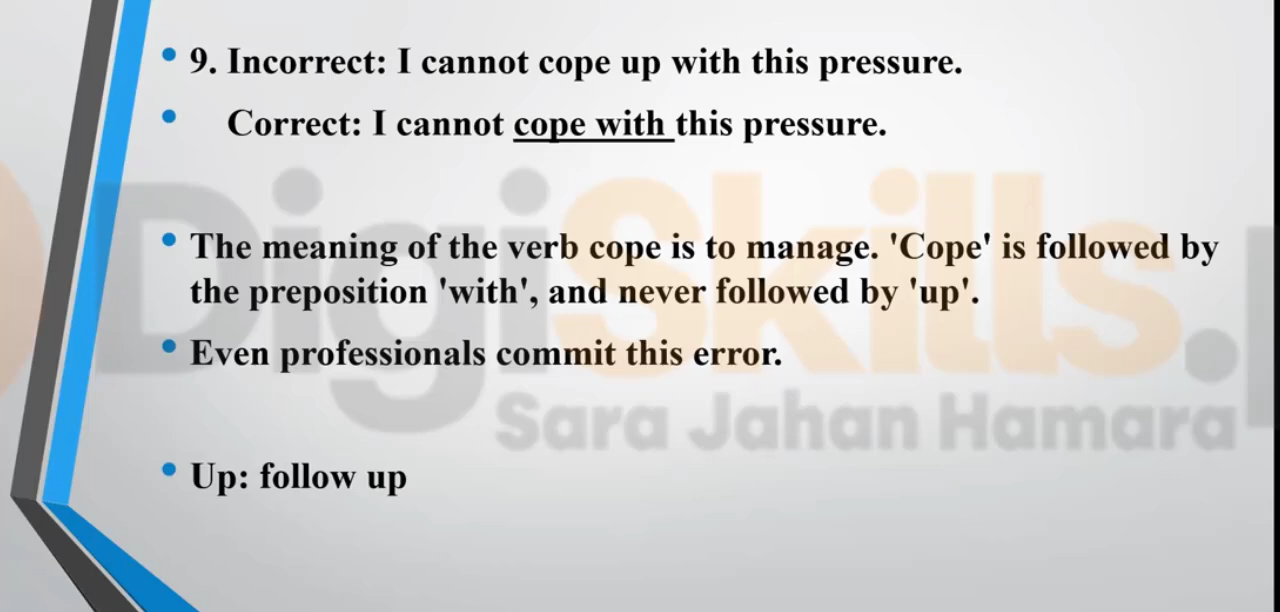 • 9. Incorrect: I cannot cope up with this pressure.
• Correct: I cannot cope with this pressure.
• The meaning of the verb cope is to manage. 'Cope' is followed by
the preposition 'with', and never followed by 'up'.
• Even professionals commit this error.
• Up: follow up
DigiSkills.
Sara Jahan Hamara